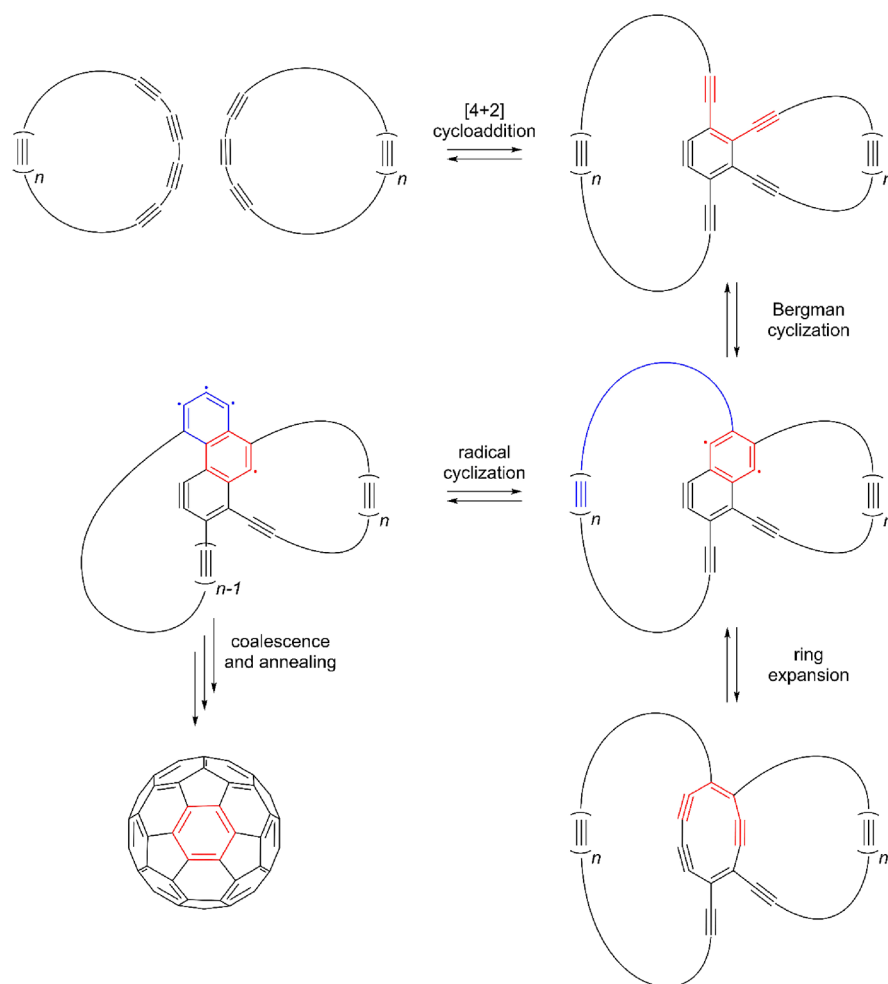 [4+2]
cycloaddition
n
n
n
n
Bergman
cyclization
radical
cyclization
n
n
n
n-1
coalescence
and annealing
ring
expansion
n
n